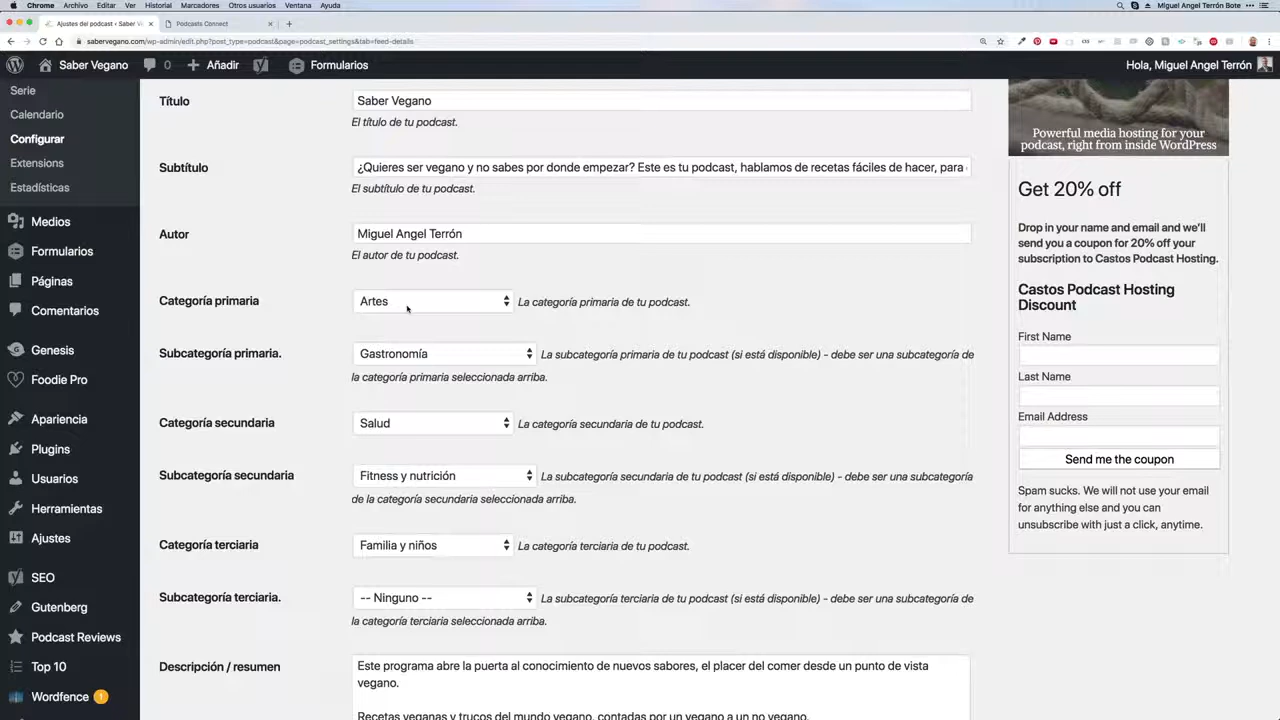 Chrome Archivo Editar Ver Historial Marcadores Otros usuarios Ventana Ayuda
Miguel Angel Terrón Bote
Ajustes del podcast ‹ Saber Ve
Podcasts Connect
sabervegano.com/wp-admin/edit.php?post_type=podcast&page=podcast_settings&tab=feed-details
Saber Vegano 0 Añadir Formularios
Hola, Miguel Angel Terrón
Serie
Calendario
Configurar
Extensions
Estadísticas
Medios
Formularios
Páginas
Comentarios
Genesis
Foodie Pro
Apariencia
Plugins
Usuarios
Herramientas
Ajustes
SEO
Gutenberg
Podcast Reviews
Top 10
Wordfence 1
Título
Saber Vegano
El título de tu podcast.
Subtítulo
¿Quieres ser vegano y no sabes por donde empezar? Este es tu podcast, hablamos de recetas fáciles de hacer, para
El subtítulo de tu podcast.
Autor
Miguel Angel Terrón
El autor de tu podcast.
Categoría primaria
Artes
La categoría primaria de tu podcast.
Subcategoría primaria.
Gastronomía
La subcategoría primaria de tu podcast (si está disponible) - debe ser una subcategoría de
la categoría primaria seleccionada arriba.
Categoría secundaria
Salud
La categoría secundaria de tu podcast.
Subcategoría secundaria
Fitness y nutrición
La subcategoría secundaria de tu podcast (si está disponible) - debe ser una subcategoría
de la categoría secundaria seleccionada arriba.
Categoría terciaria
Familia y niños
La categoría terciaria de tu podcast.
Subcategoría terciaria.
-- Ninguno --
La subcategoría terciaria de tu podcast (si está disponible) - debe ser una subcategoría de
la categoría terciaria seleccionada arriba.
Descripción / resumen
Este programa abre la puerta al conocimiento de nuevos sabores, el placer del comer desde un punto de vista
vegano.
Recetas veganas y trucos del mundo vegano, contadas por un vegano a un no vegano.
Powerful media hosting for your
podcast, right from inside WordPress
Get 20% off
Drop in your name and email and we'll
send you a coupon for 20% off your
subscription to Castos Podcast Hosting.
Castos Podcast Hosting
Discount
First Name
Last Name
Email Address
Send me the coupon
Spam sucks. We will not use your email
for anything else and you can
unsubscribe with just a click, anytime.